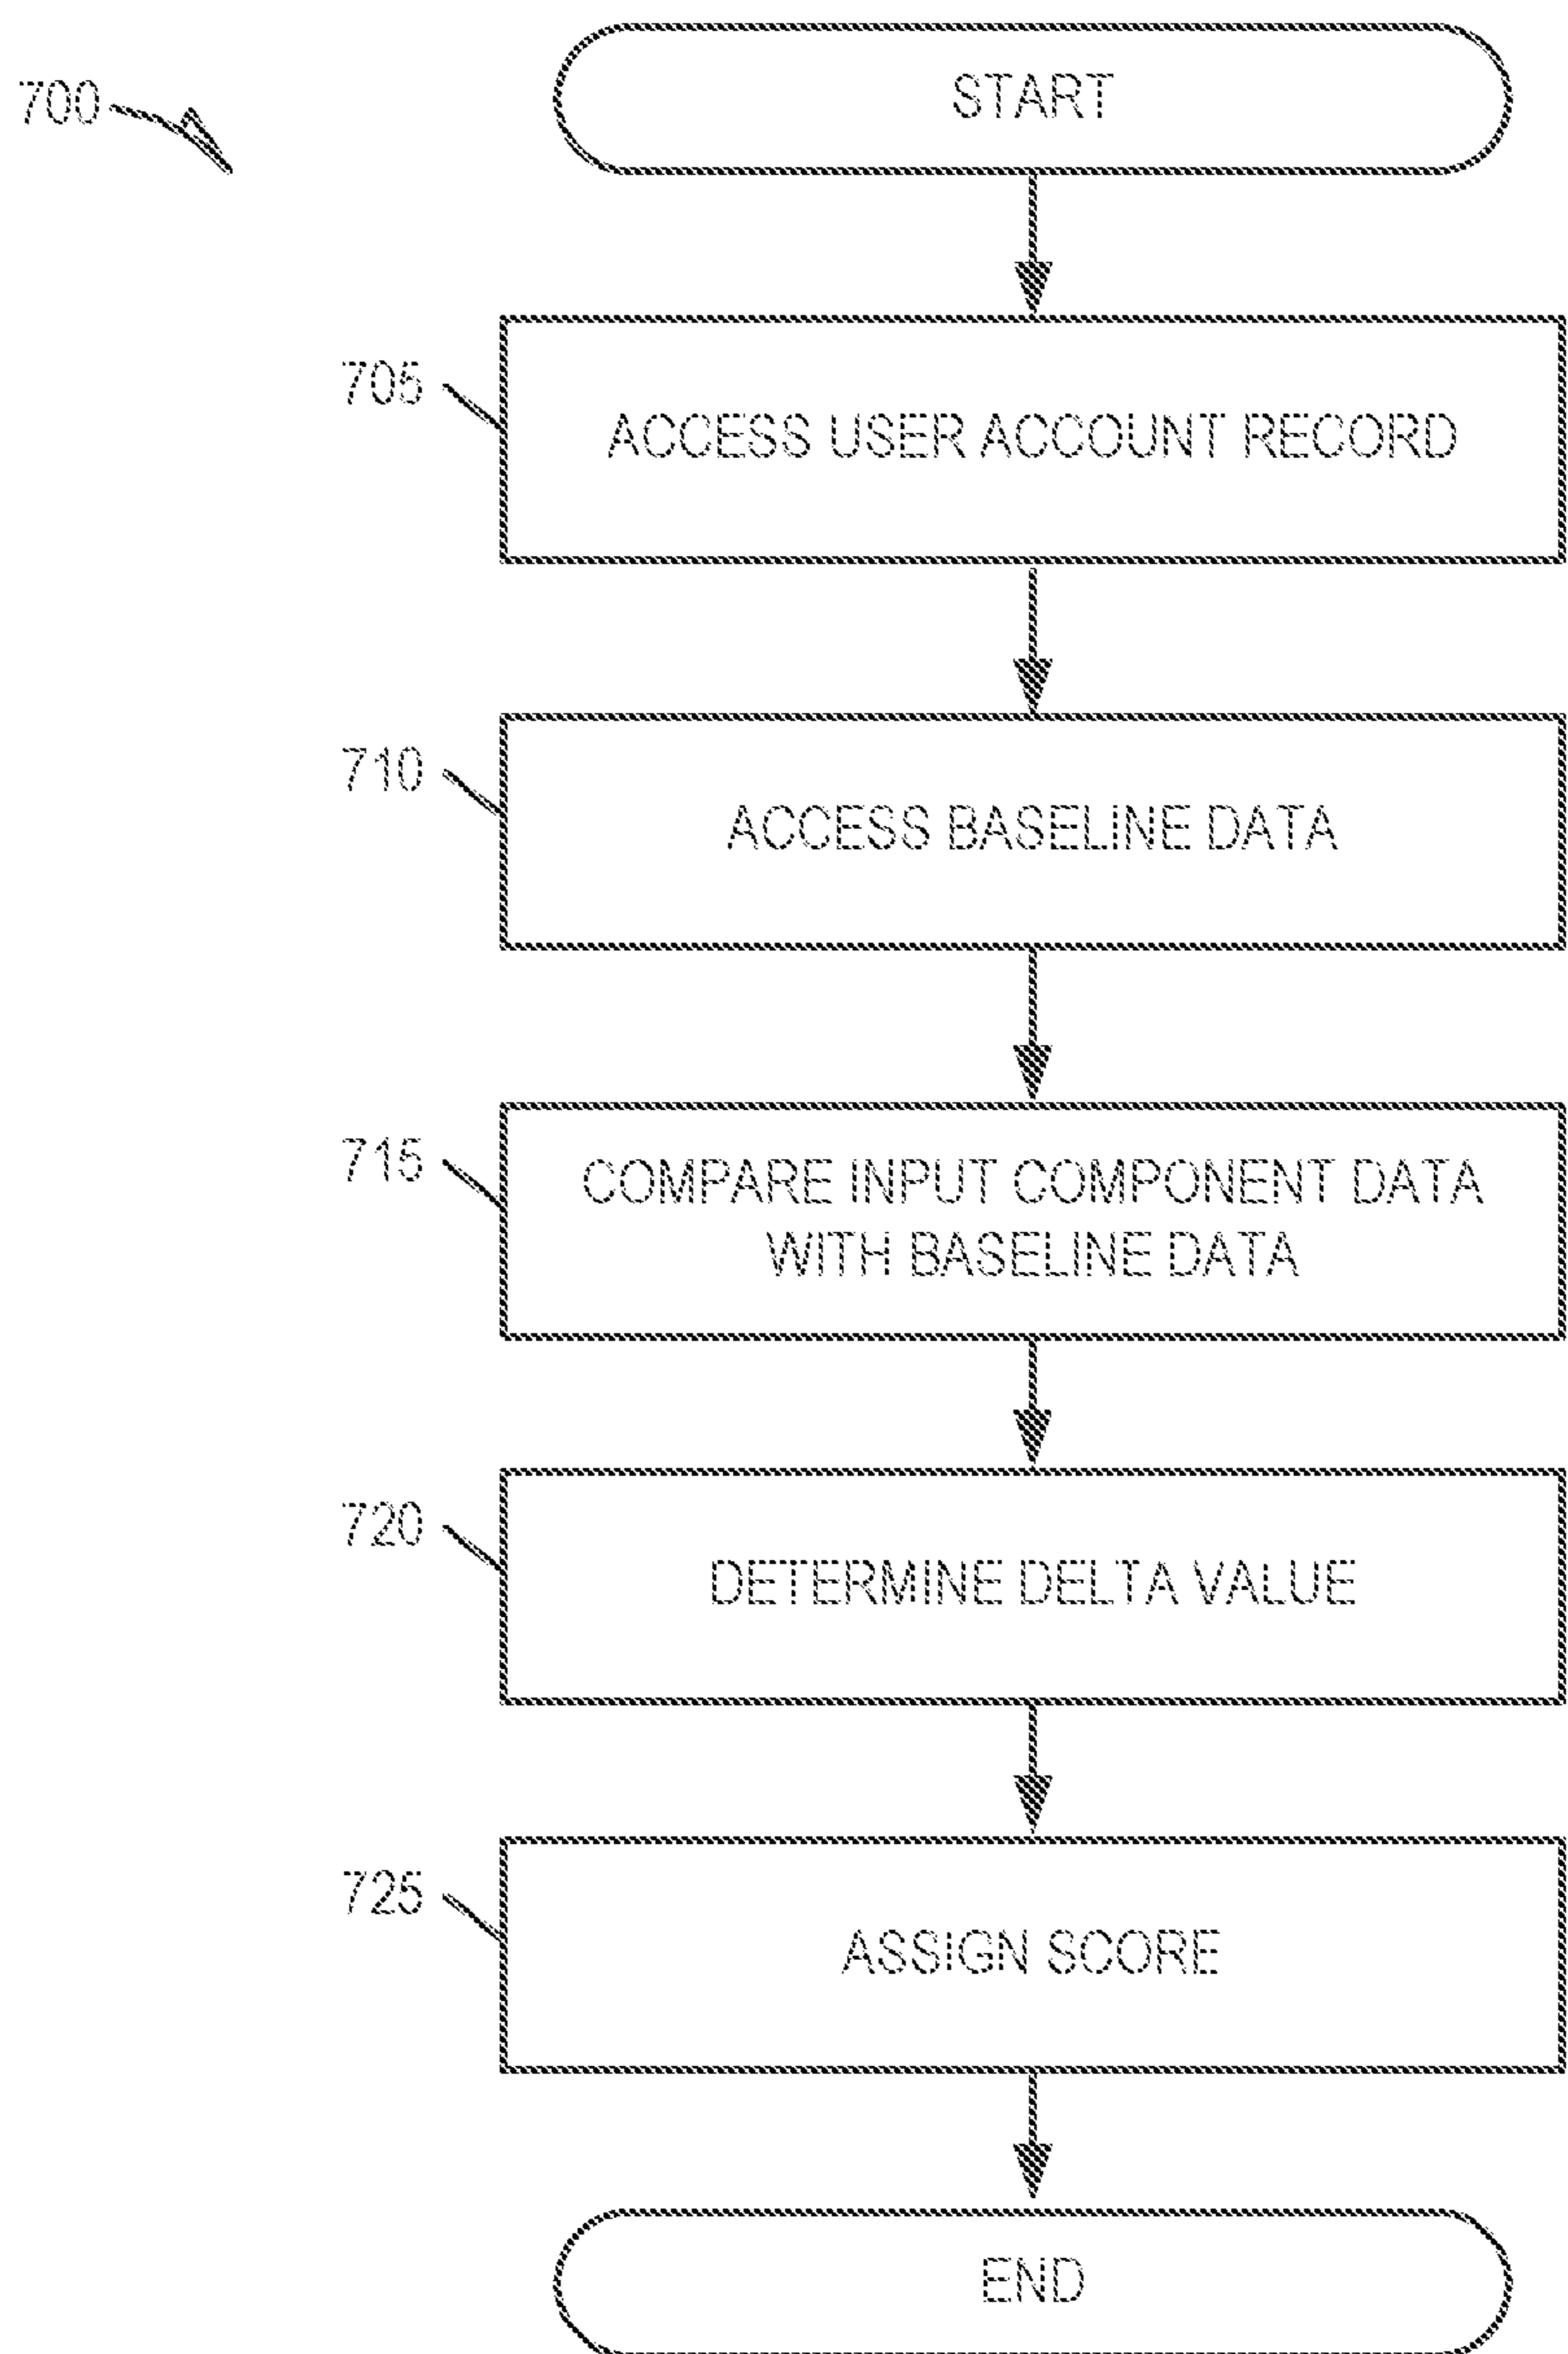 700
START
705
ACCESS USER ACCOUNT RECORD
710
ACCESS BASELINE DATA
715
COMPARE INPUT COMPONENT DATA
WITH BASELINE DATA
720
DETERMINE DELTA VALUE
725
ASSIGN SCORE
END